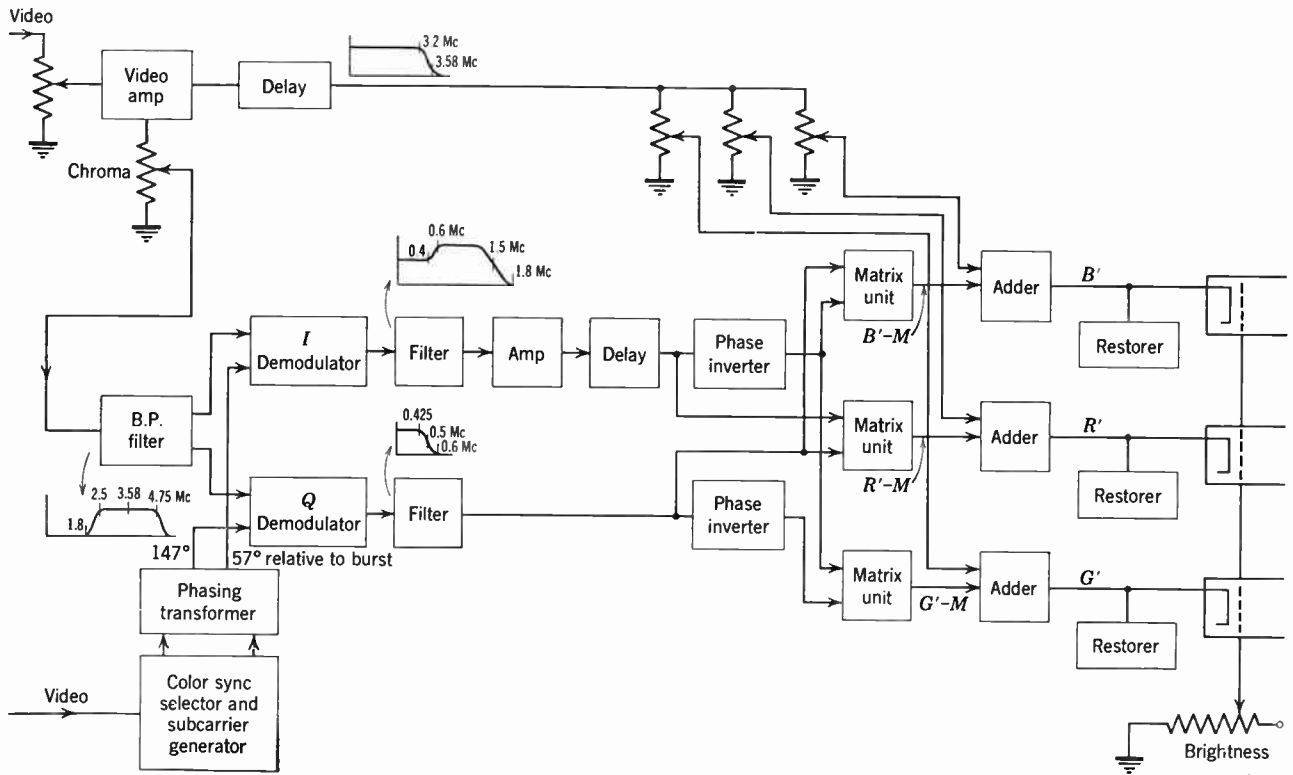 Video
Video
amp
Delay
3.2 Mc
3.58 Mc
Chroma
0.6 Mc
0.4
1.5 Mc
1.8 Mc
Matrix
unit
Adder
B'
B'–M
Restorer
I
Demodulator
Filter
Amp
Delay
Phase
inverter
B.P.
filter
0.425
0.5 Mc
0.6 Mc
Matrix
unit
Adder
R'
R'–M
Restorer
2.5 3.58 4.75 Mc
1.8
Q
Demodulator
Filter
Phase
inverter
147°
57° relative to burst
Phasing
transformer
Matrix
unit
Adder
G'
G'–M
Restorer
Video
Color sync
selector and
subcarrier
generator
Brightness